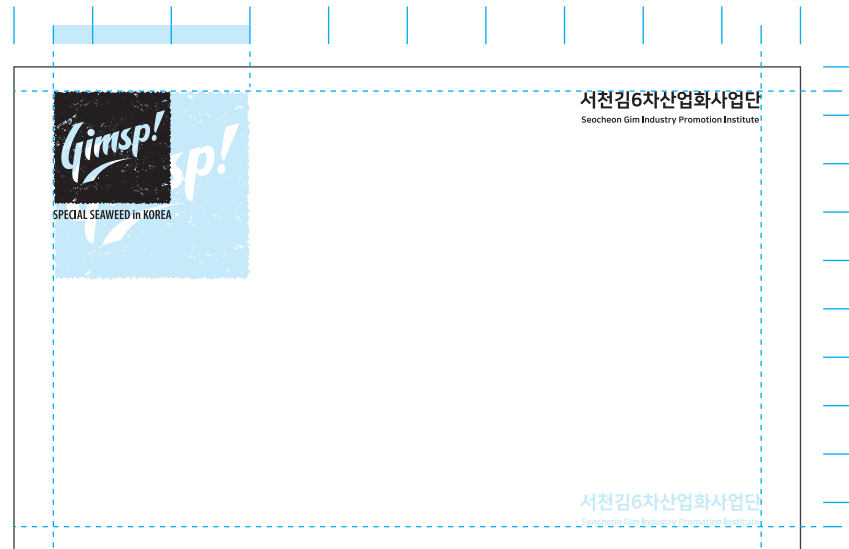 Gimsp!
sp!
SPECIAL SEAWEED in KOREA
서천김6차산업화사업단
Seocheon Gim Industry Promotion Institute
서천김6차산업화사업단
Seocheon Gim Industry Promotion Institute